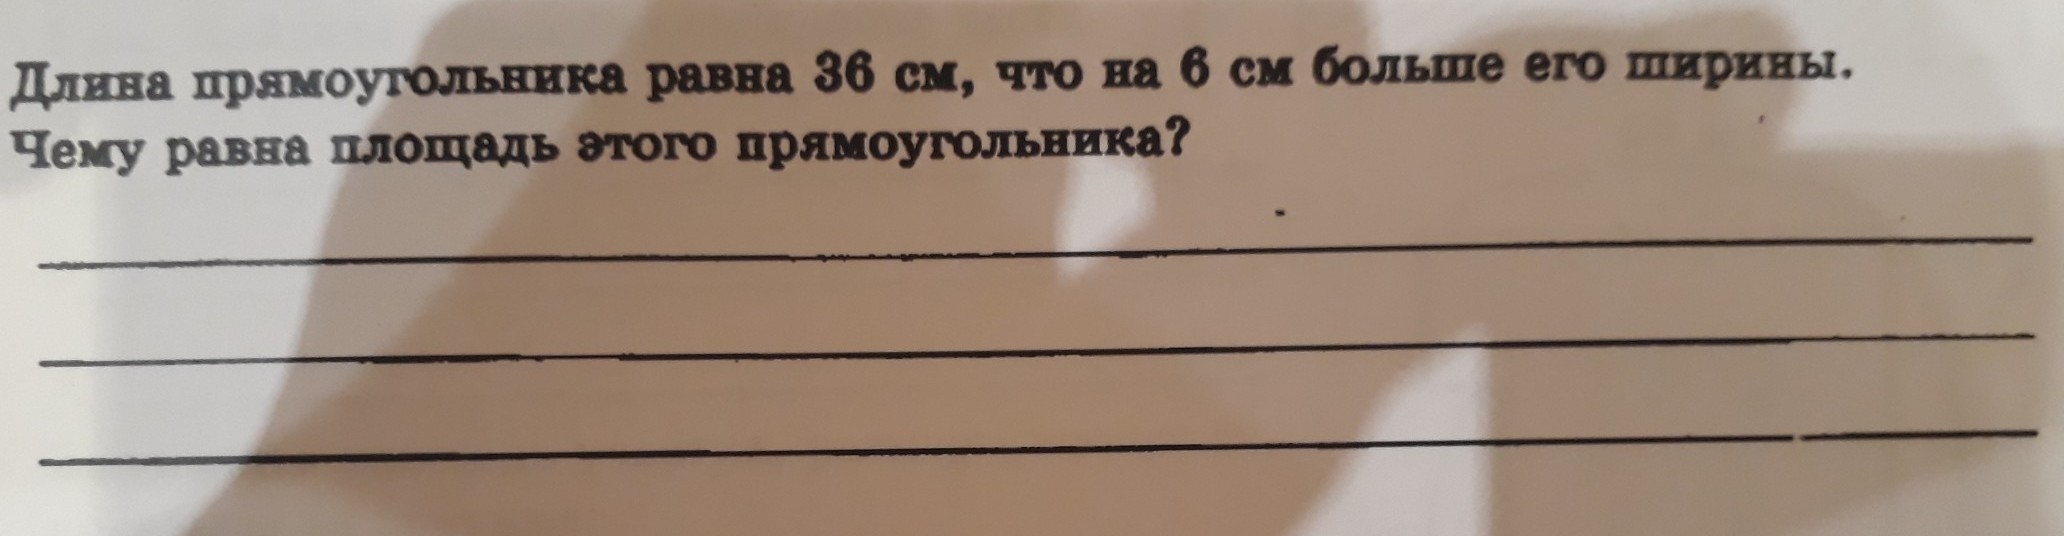 Длина прямоугольника равна 36 см, что на 6 см больше его ширины.
Чему равна площадь этого прямоугольника?